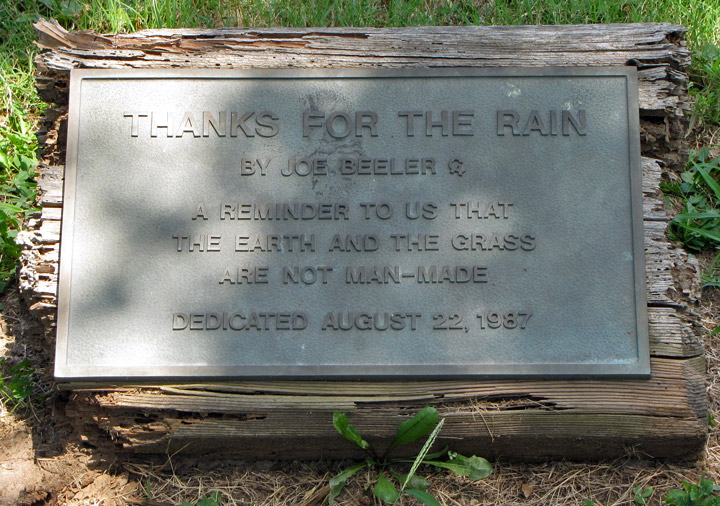 THANKS FOR THE RAIN
BY JOE BEELER
A REMINDER TO US THAT
THE EARTH AND THE GRASS
ARE NOT MAN-MADE
DEDICATED AUGUST 22, 1987